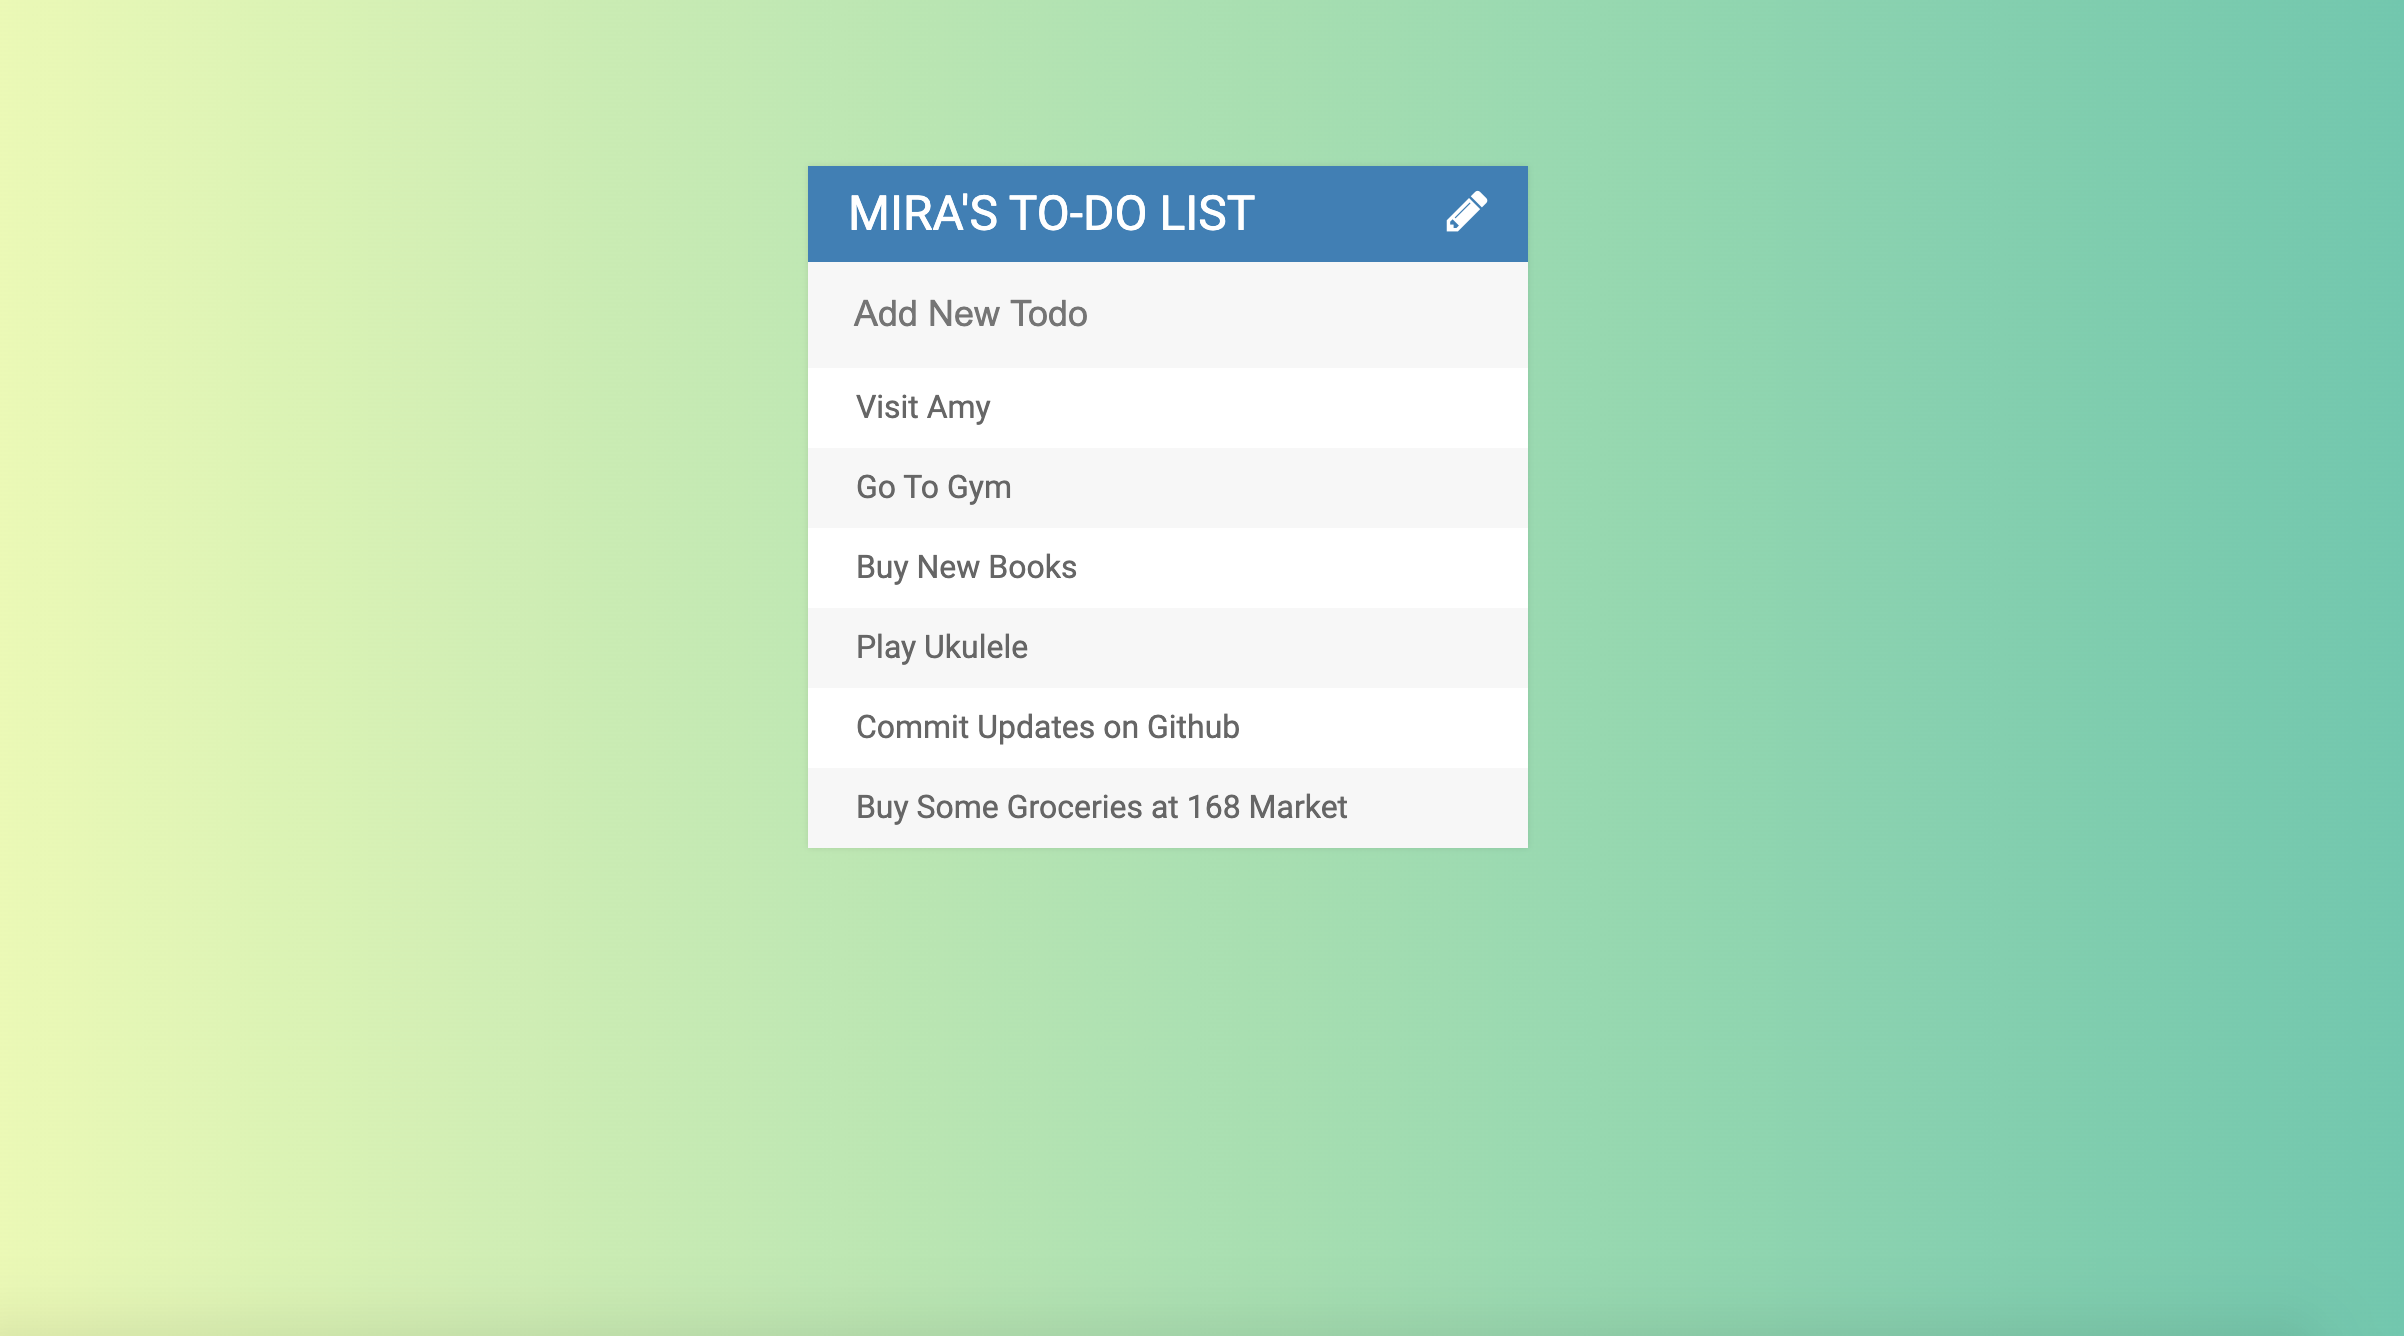 MIRA'S TO-DO LIST
Add New Todo
Visit Amy
Go To Gym
Buy New Books
Play Ukulele
Commit Updates on Github
Buy Some Groceries at 168 Market